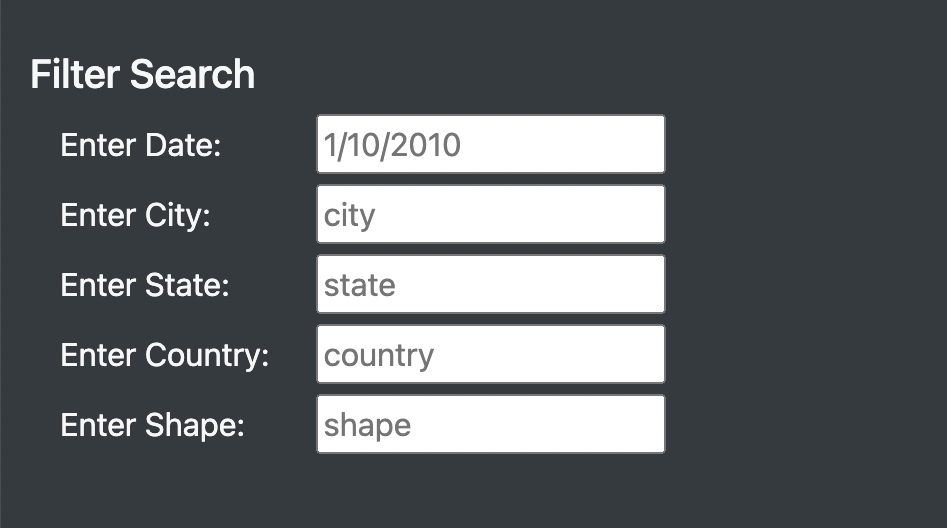 Filter Search
Enter Date: 1/10/2010
Enter City: city
Enter State: state
Enter Country: country
Enter Shape: shape